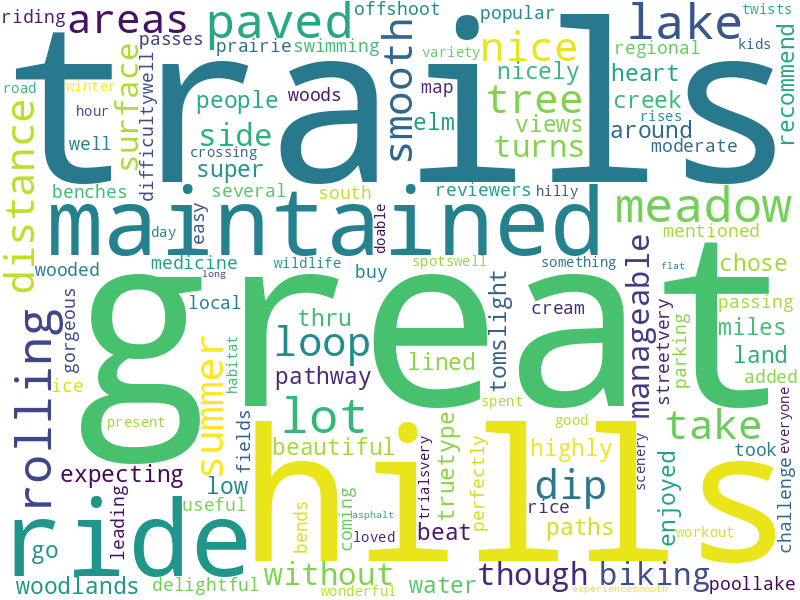 riding
areas
paved
offshoot
popular
lake
twists
passes
prairie
swimming
smooth
variety
nice
regional
kids
road
winter
surface
difficultywell
people
woods
map
nicely
heart
recommend
trails
hour
tree
creek
rises
well
side
elm
views
around
crossing
super
turns
moderate
distance
benches
several
south
reviewers
hilly
meadow
maintained
day
easy
doable
mentioned
wooded
medicine
wildlife
buy
spotswell
something
long
flat
chose
gorgeous
local
great
tomslight
cream
manageable
streetvery
parking
passing
rolling
thru
loop
lined
miles
land
summer
habitat
pathway
added
ice
lot
spent
take
present
good
fields
beautiful
truetype
perfectly
highly
hills
scenery
enjoyed
took
everyone
challenge
expecting
low
dip
leading
useful
coming
trialsvery
rice
ride
bends
asphalt
loved
beat
paths
workout
go
without
though
biking
woodlands
delightful
wonderful
water
experiencesmooth
poollake